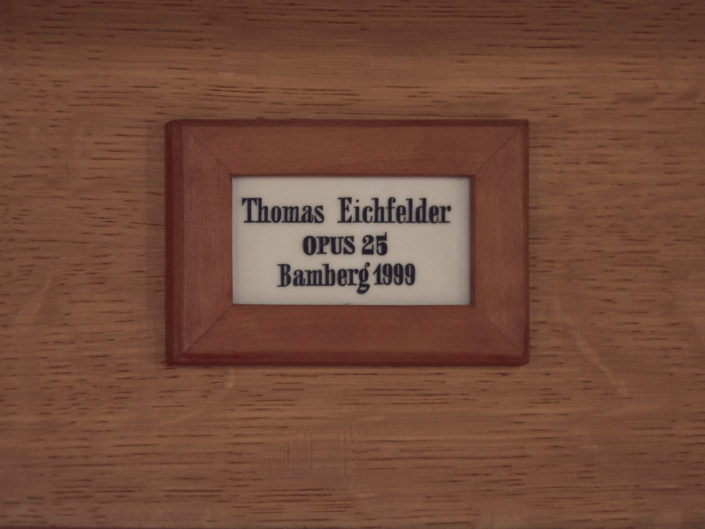 Thomas Eichfelder
OPUS 25
Bamberg 1999